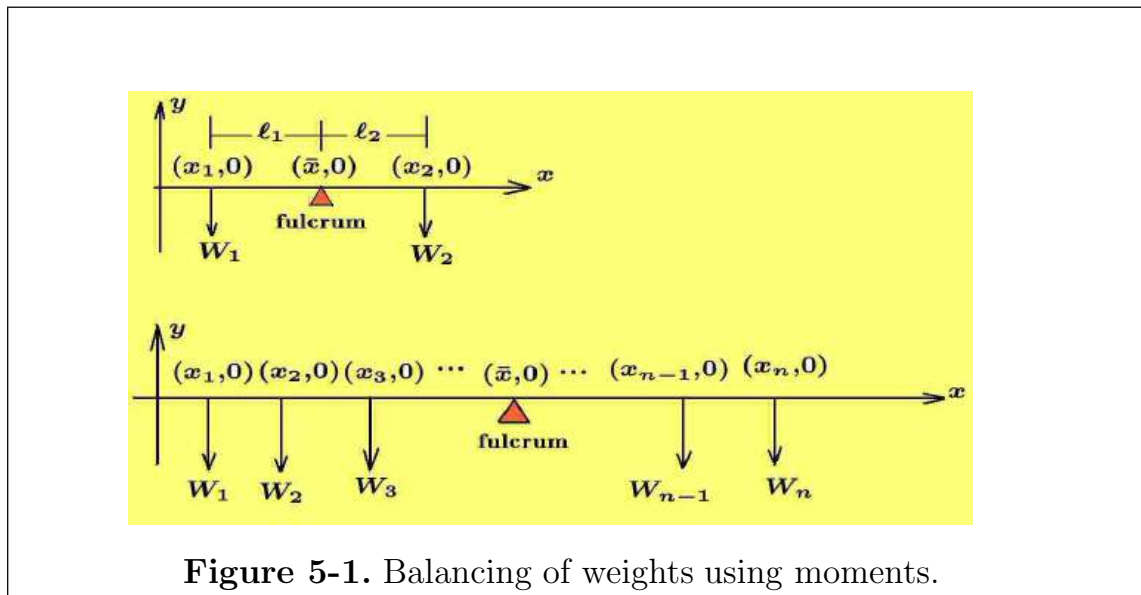 y
ℓ₁ ℓ₂
(x₁,0) (x̄,0) (x₂,0) x
fulcrum
W₁ W₂
y
(x₁,0) (x₂,0) (x₃,0) ··· (x̄,0) ··· (xₙ₋₁,0) (xₙ,0)
x
fulcrum
W₁ W₂ W₃ Wₙ₋₁ Wₙ
Figure 5-1. Balancing of weights using moments.